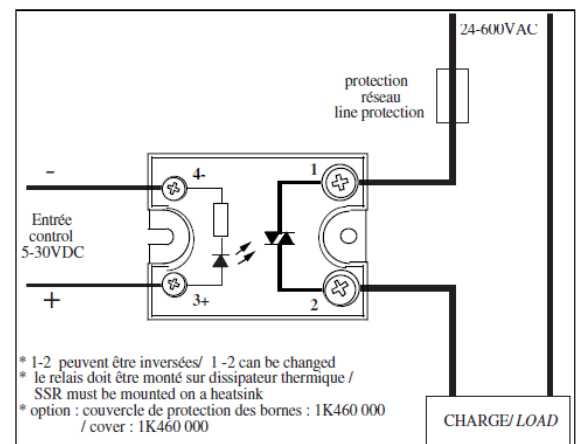 24-600VAC
protection
réseau
line protection
4-
1
-
Entrée
control
5-30VDC
+
3+
2
* 1-2 peuvent être inversées/ 1 -2 can be changed
* le relais doit être monté sur dissipateur thermique /
SSR must be mounted on a heatsink
* option : couvercle de protection des bornes : 1K460 000
/ cover : 1K460 000
CHARGE/ LOAD